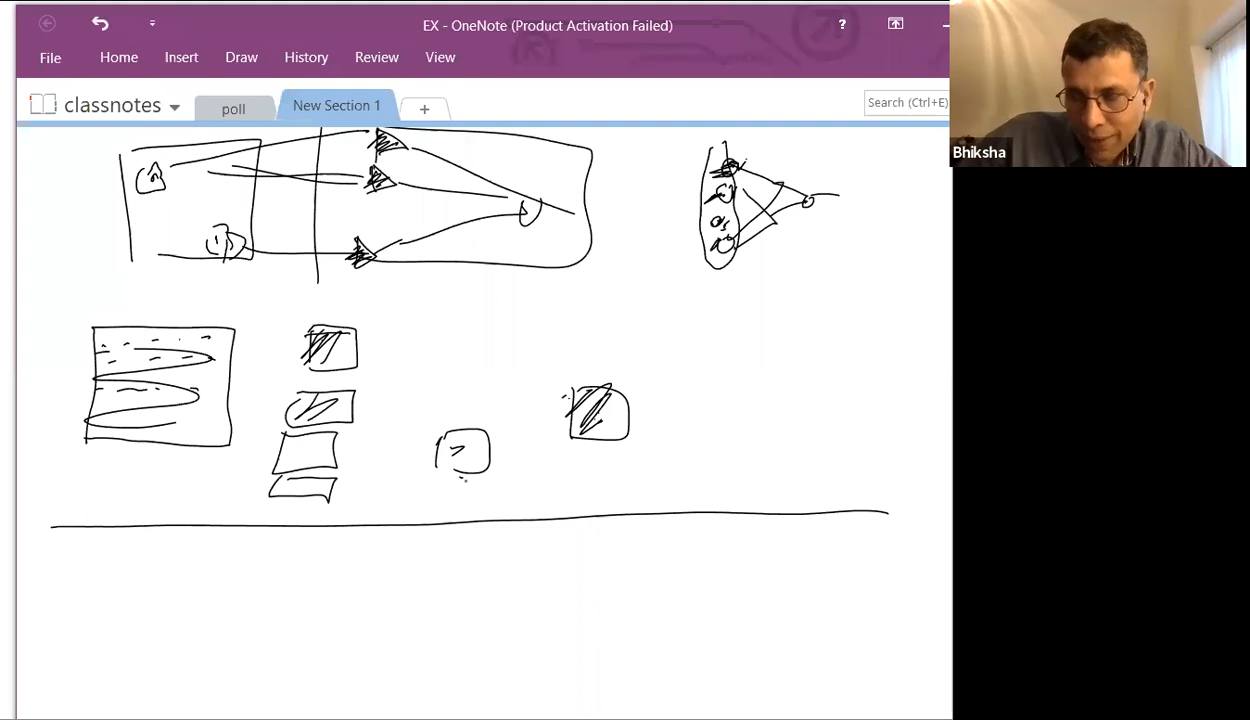 EX - OneNote (Product Activation Failed)
?
File Home Insert Draw History Review View
classnotes poll New Section 1 +
Search (Ctrl+E)
Bhiksha